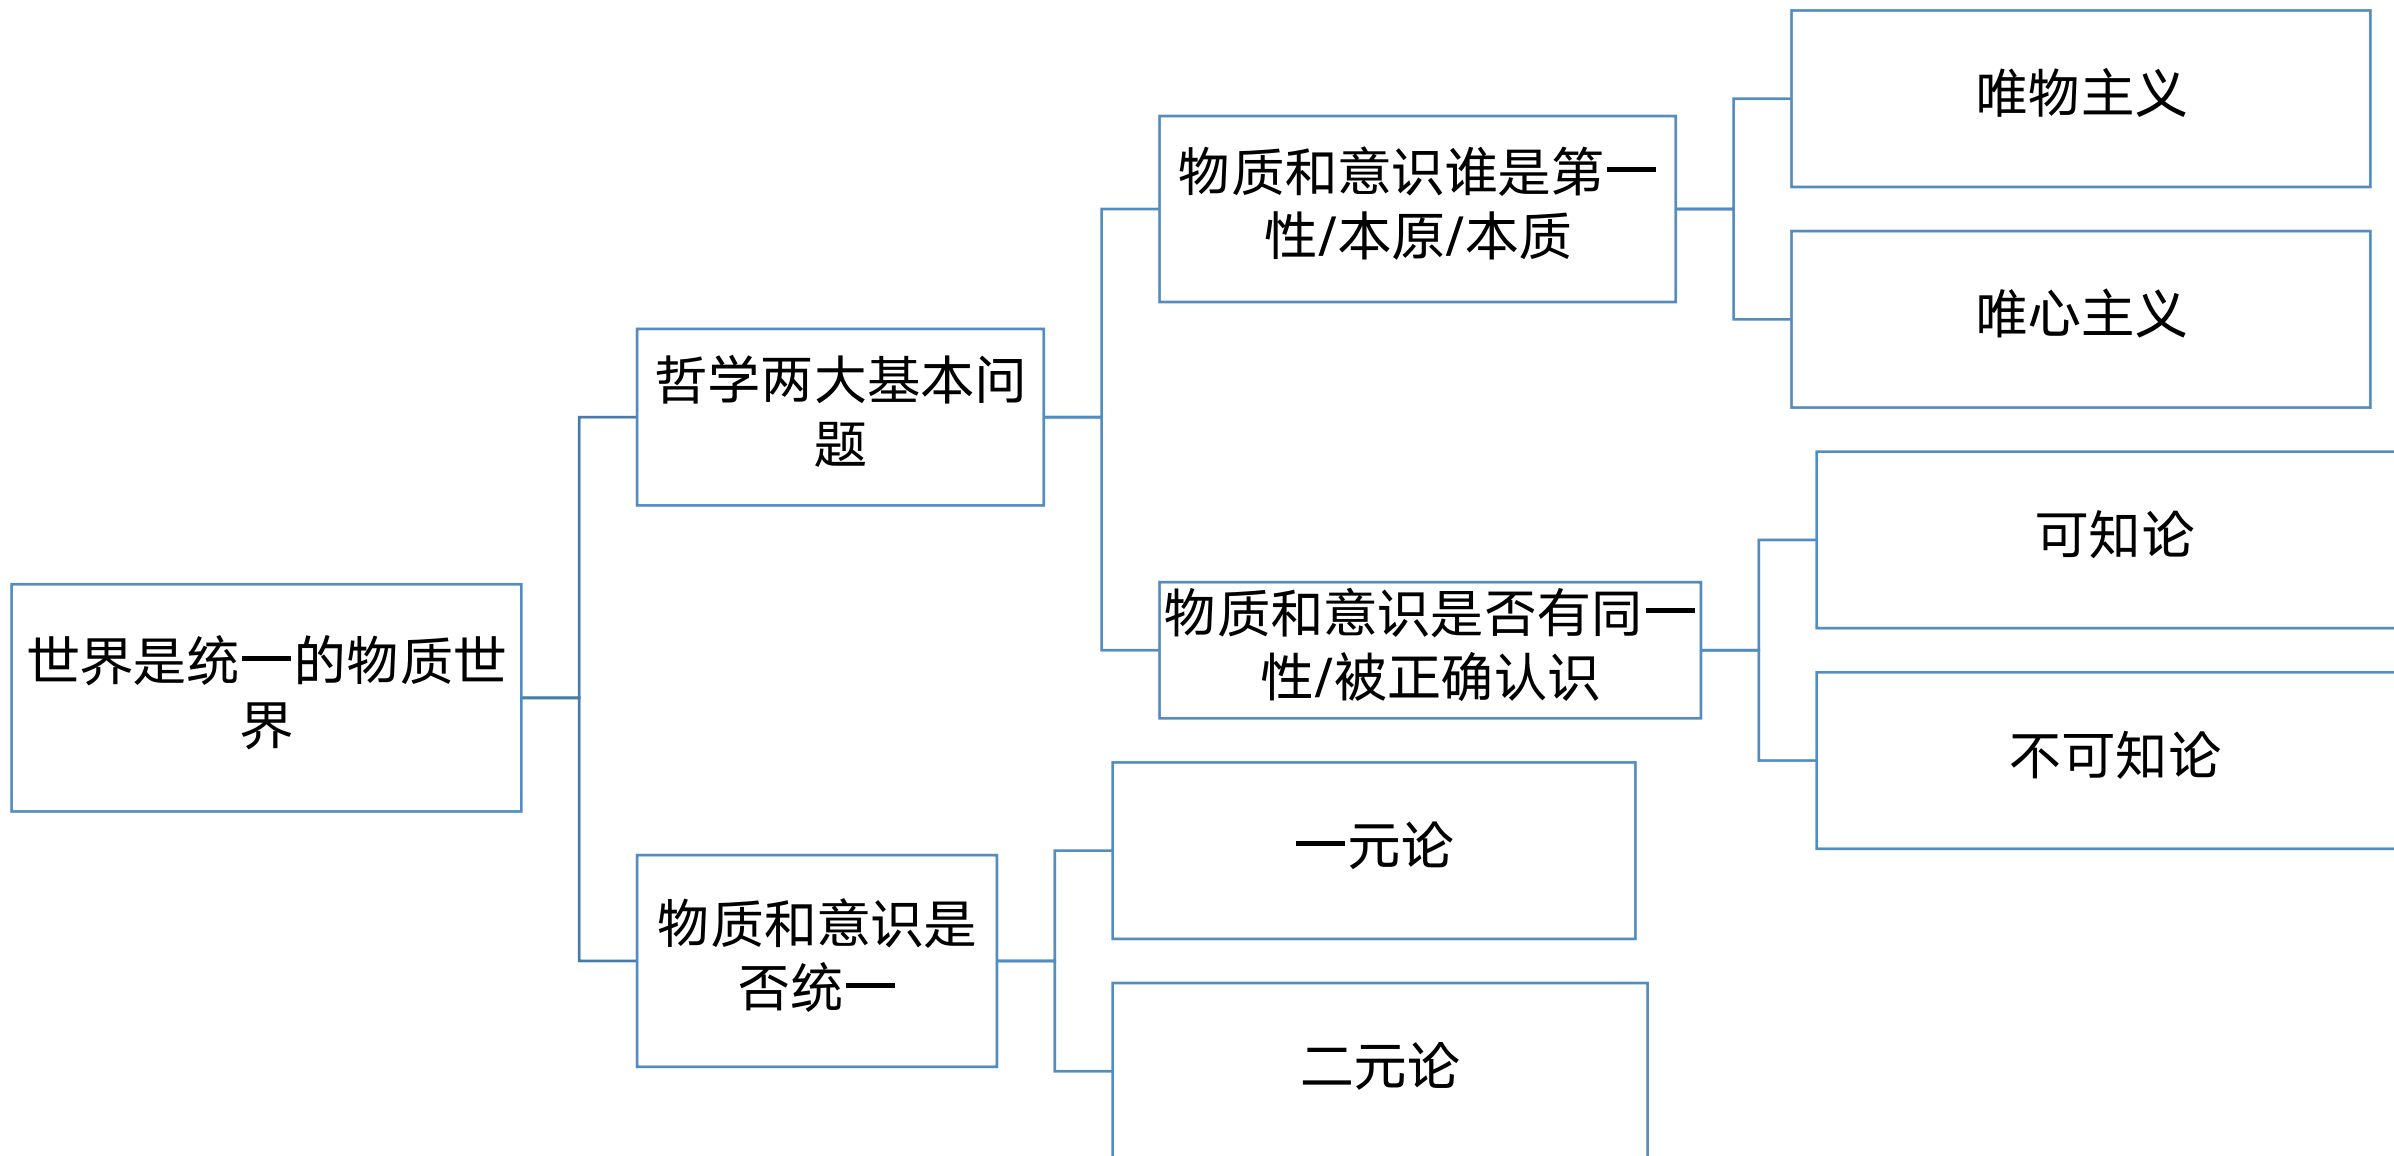 世界是统一的物质世
界
哲学两大基本问
题
物质和意识谁是第一
性/本原/本质
唯物主义
唯心主义
物质和意识是否有同一
性/被正确认识
可知论
不可知论
物质和意识是
否统一
一元论
二元论